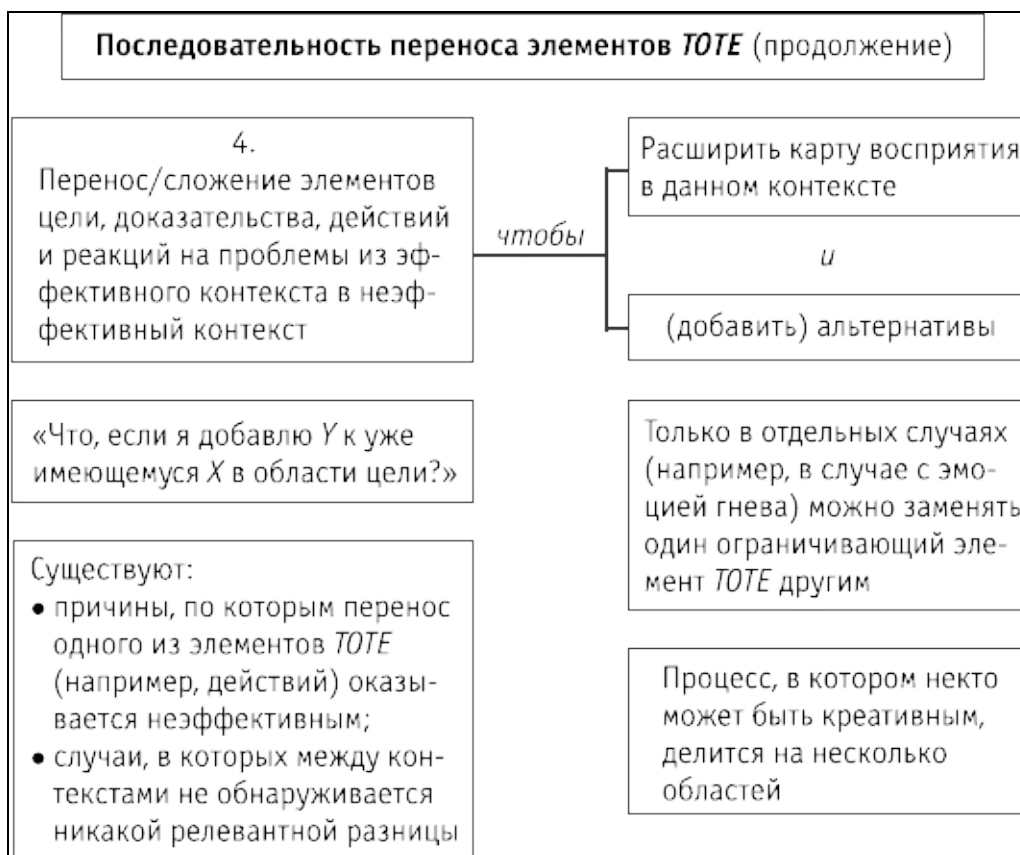 Последовательность переноса элементов TOTE (продолжение)
4.
Перенос/сложение элементов
цели, доказательства, действий
и реакций на проблемы из эф-
фективного контекста в неэф-
фективный контекст
чтобы
Расширить карту восприятия
в данном контексте
и
(добавить) альтернативы
«Что, если я добавлю Y к уже
имеющемуся X в области цели?»
Только в отдельных случаях
(например, в случае с эмо-
цией гнева) можно заменять
один ограничивающий эле-
мент TOTE другим
Существуют:
• причины, по которым перенос
одного из элементов TOTE
(например, действий) оказы-
вается неэффективным;
• случаи, в которых между кон-
текстами не обнаруживается
никакой релевантной разницы
Процесс, в котором некто
может быть креативным,
делится на несколько
областей